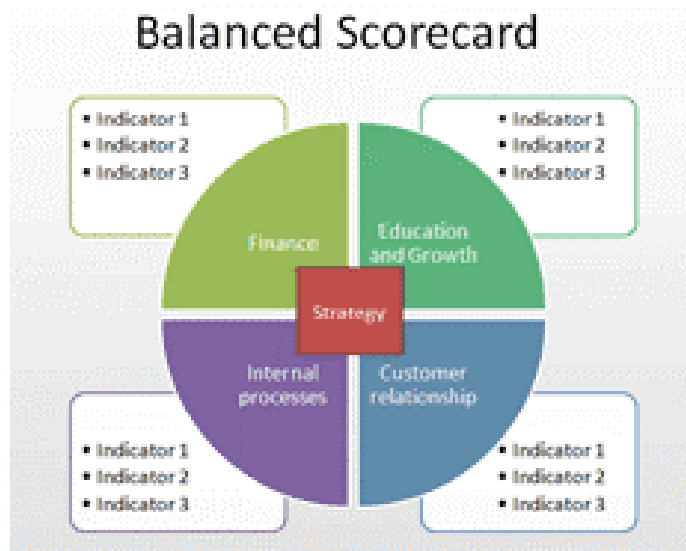 Balanced Scorecard
• Indicator 1
• Indicator 2
• Indicator 3
• Indicator 1
• Indicator 2
• Indicator 3
Finance
Education
and Growth
Strategy
Internal
processes
Customer
relationship
• Indicator 1
• Indicator 2
• Indicator 3
• Indicator 1
• Indicator 2
• Indicator 3